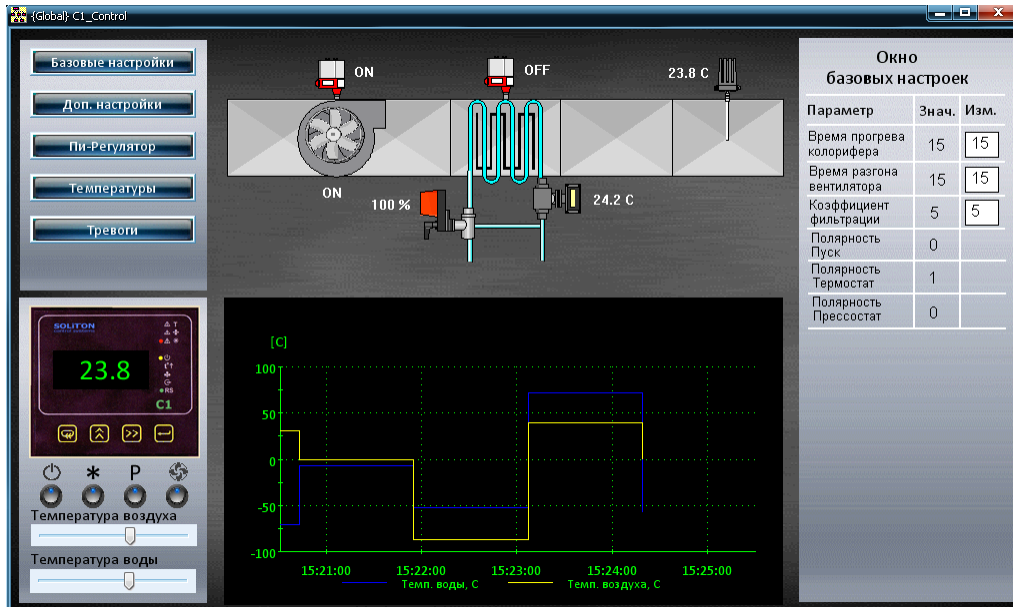 {Global} C1_Control
Базовые настройки
Доп. настройки
Пи-Регулятор
Температуры
Тревоги
ON
OFF
23.8 C
ON
100 %
24.2 C
Окно
базовых настроек
Параметр Знач. Изм.
Время прогрева
колорифера 15 15
Время разгона
вентилятора 15 15
Коэффициент
фильтрации 5 5
Полярность
Пуск 0
Полярность
Термостат 1
Полярность
Прессостат 0
SOLITON
23.8
RS
C1
P
Температура воздуха
Температура воды
[C]
100
50
0
-50
-100
15:21:00 15:22:00 15:23:00 15:24:00 15:25:00
Темп. воды, C Темп. воздуха, C